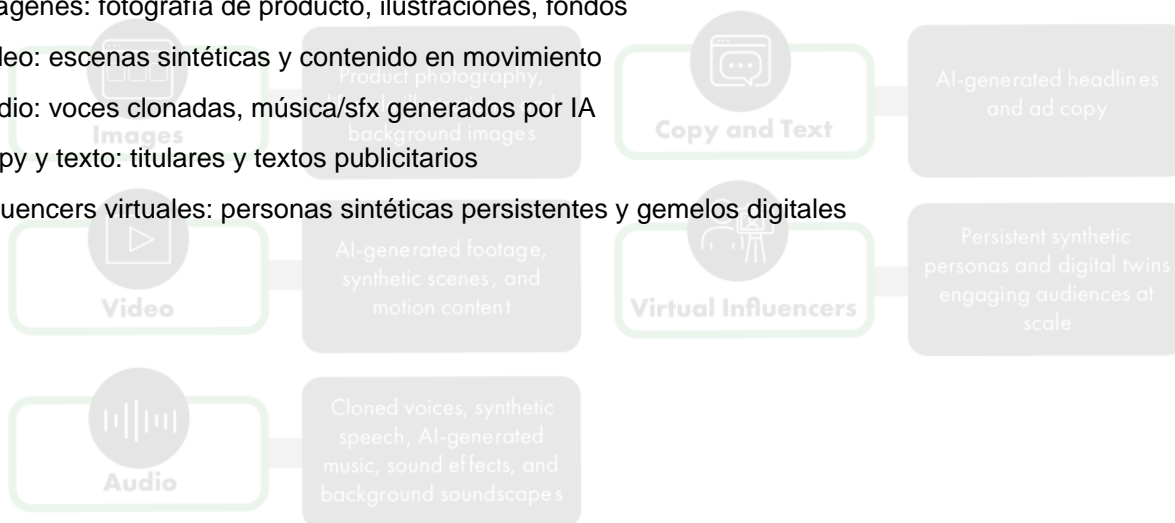 ágenes: fotografía de producto, ilustraciones, fondos
deo: escenas sintéticas y contenido en movimiento
dio: voces clonadas, música/sfx generados por IA
py y texto: titulares y textos publicitarios
uencers virtuales: personas sintéticas persistentes y gemelos digitales
Images
Product photography,
background images
Copy and Text
AI-generated headlines
and ad copy
Video
AI-generated footage,
synthetic scenes, and
motion content
Virtual Influencers
Persistent synthetic
personas and digital twins
engaging audiences at
scale
Audio
Cloned voices, synthetic
speech, AI-generated
music, sound effects, and
background soundscapes